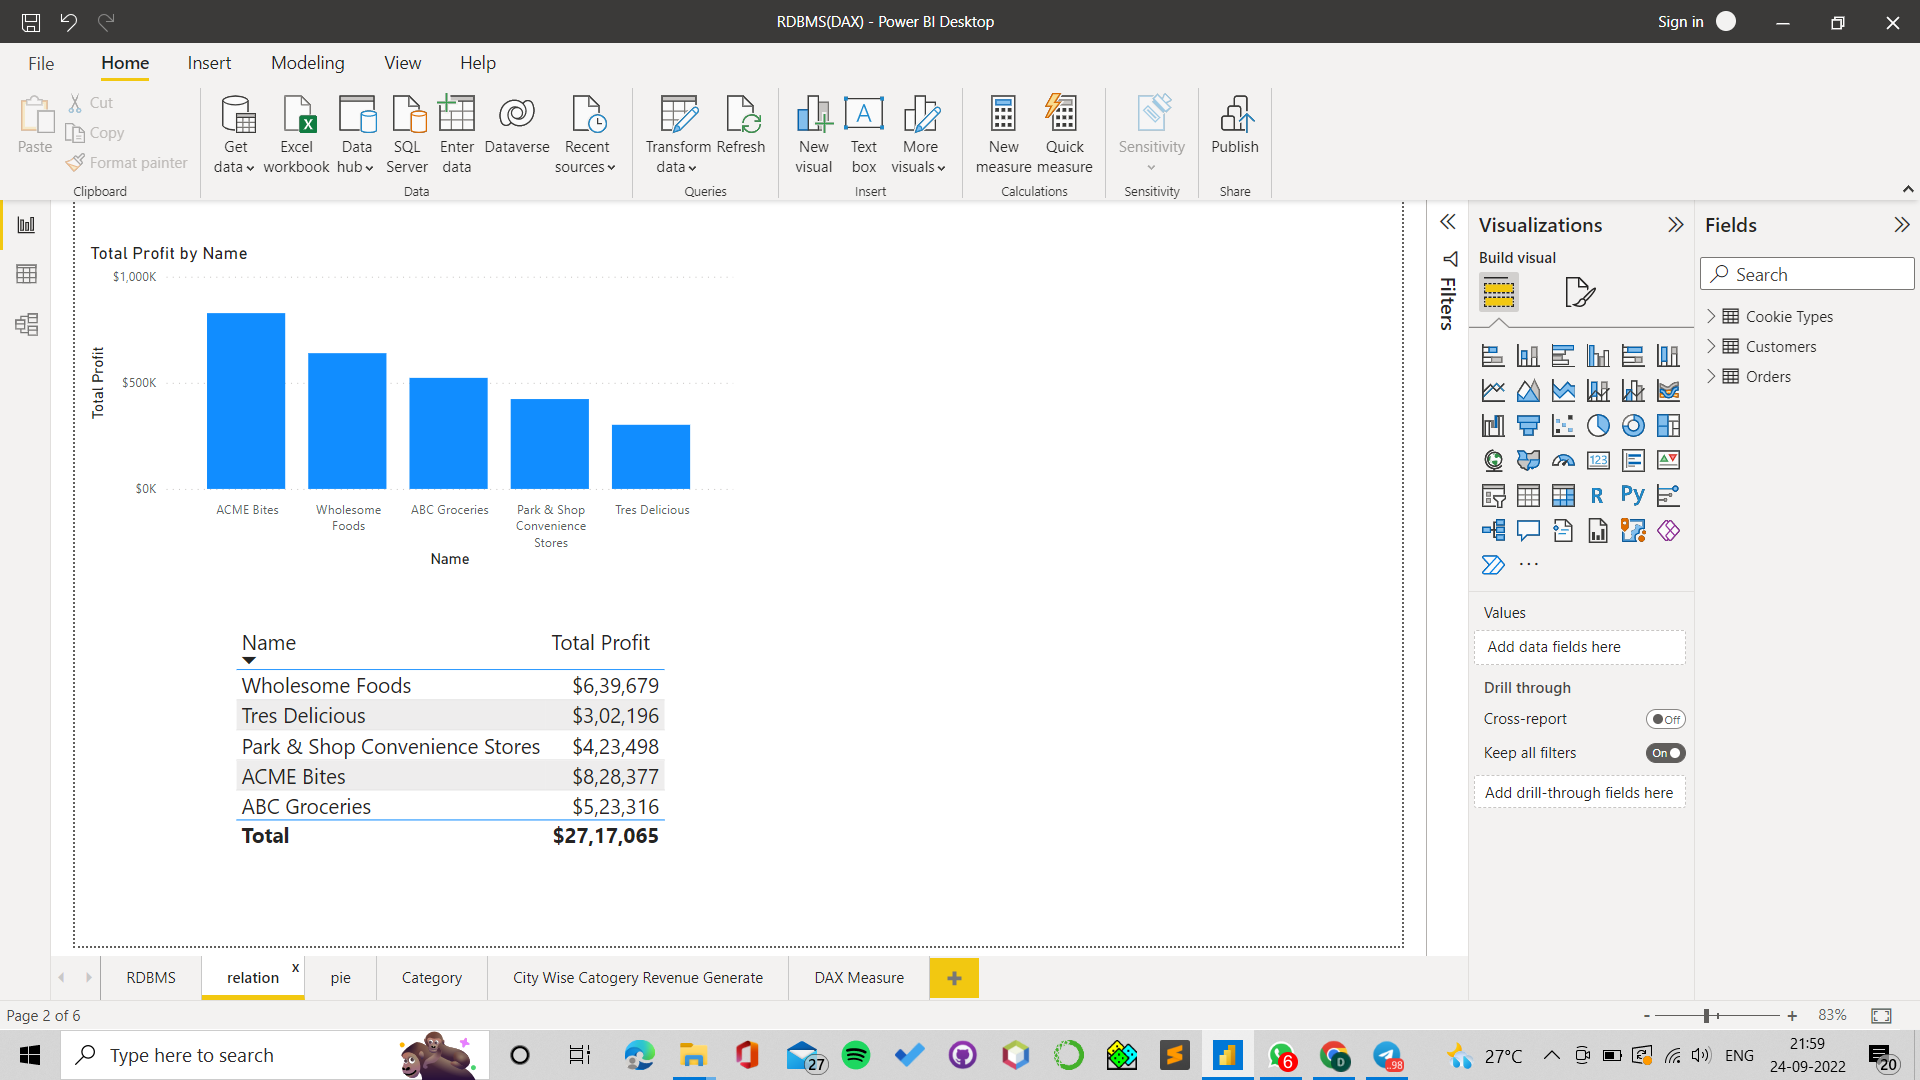 RDBMS(DAX) - Power BI Desktop
Sign in
File Home Insert Modeling View Help
Paste
Cut
Copy
Format painter
Clipboard
Get data
Excel workbook
Data hub
SQL Server
Enter data
Dataverse
Recent sources
Data
Transform data
Refresh
Queries
New visual
Text box
More visuals
Insert
New measure
Quick measure
Calculations
Sensitivity
Sensitivity
Publish
Share
Total Profit by Name
$1,000K
$500K
$0K
Total Profit
ACME Bites
Wholesome Foods
ABC Groceries
Park & Shop Convenience Stores
Tres Delicious
Name
Name Total Profit
Wholesome Foods $6,39,679
Tres Delicious $3,02,196
Park & Shop Convenience Stores $4,23,498
ACME Bites $8,28,377
ABC Groceries $5,23,316
Total $27,17,065
Filters
Visualizations
Build visual
123
R
Py
...
Values
Add data fields here
Drill through
Cross-report Off
Keep all filters On
Add drill-through fields here
Fields
Search
Cookie Types
Customers
Orders
RDBMS relation x pie Category City Wise Catogery Revenue Generate DAX Measure +
Page 2 of 6
- + 83%
Type here to search
27
6
D
..98
27°C
ENG
21:59
24-09-2022
20